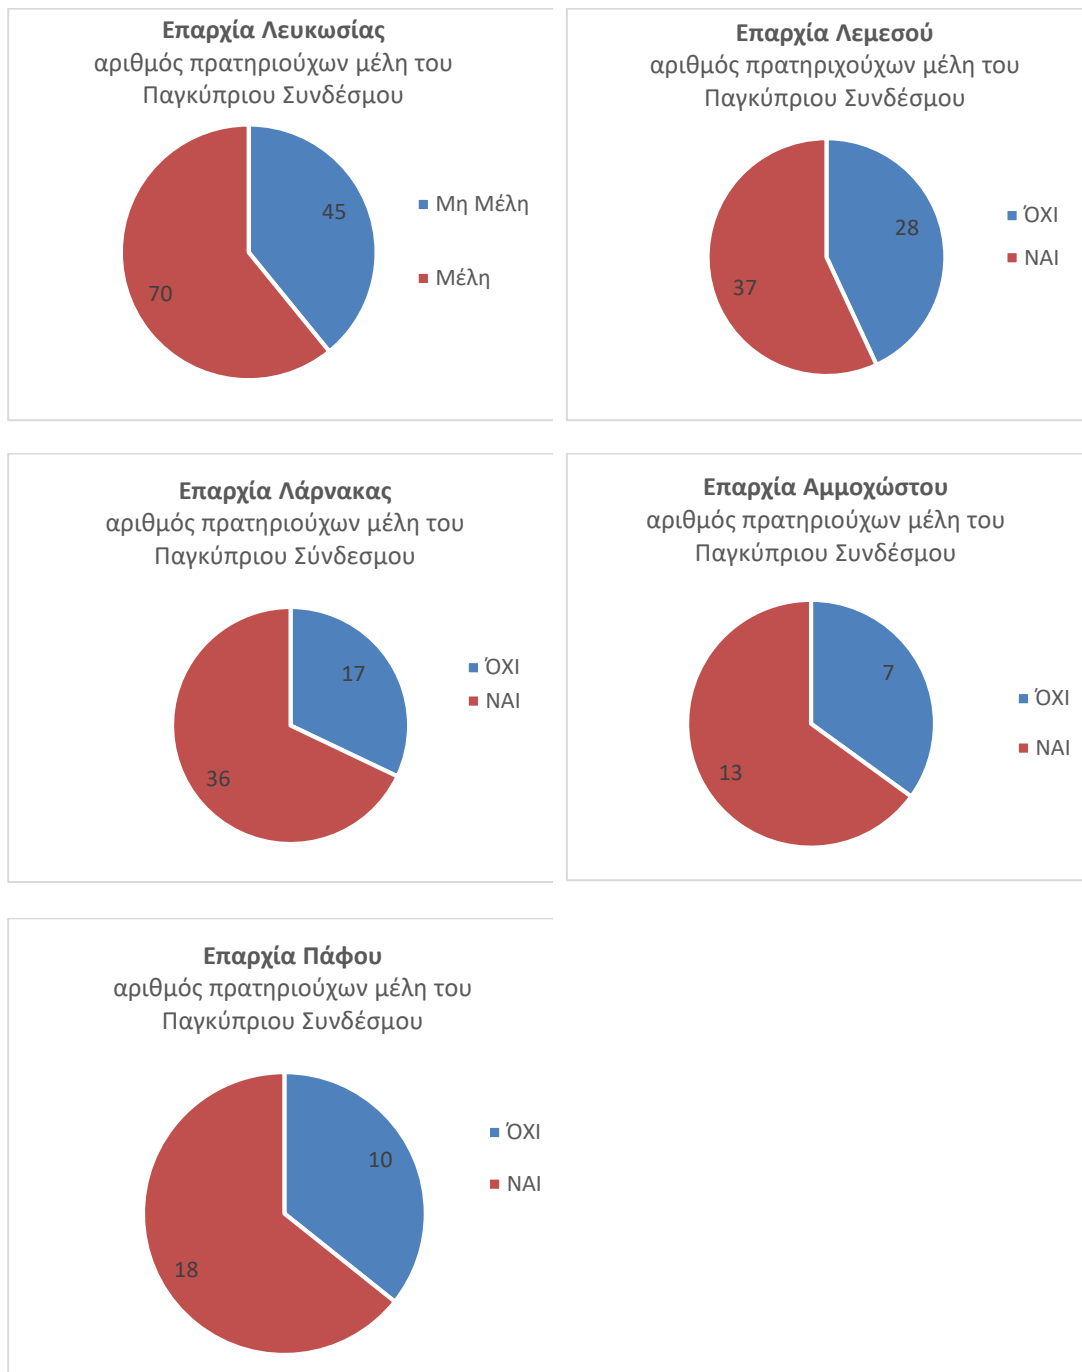 Επαρχία Λευκωσίας
αριθμός πρατηριούχων μέλη του
Παγκύπριου Συνδέσμου
45
70
Μη Μέλη
Μέλη
Επαρχία Λεμεσού
αριθμός πρατηριχούχων μέλη του
Παγκύπριου Συνδέσμου
28
37
ΌΧΙ
ΝΑΙ
Επαρχία Λάρνακας
αριθμός πρατηριούχων μέλη του
Παγκύπριου Σύνδεσμου
17
36
ΌΧΙ
ΝΑΙ
Επαρχία Αμμοχώστου
αριθμός πρατηριούχων μέλη του
Παγκύπριου Συνδέσμου
7
13
ΌΧΙ
ΝΑΙ
Επαρχία Πάφου
αριθμός πρατηριούχων μέλη του
Παγκύπριου Συνδέσμου
10
18
ΌΧΙ
ΝΑΙ